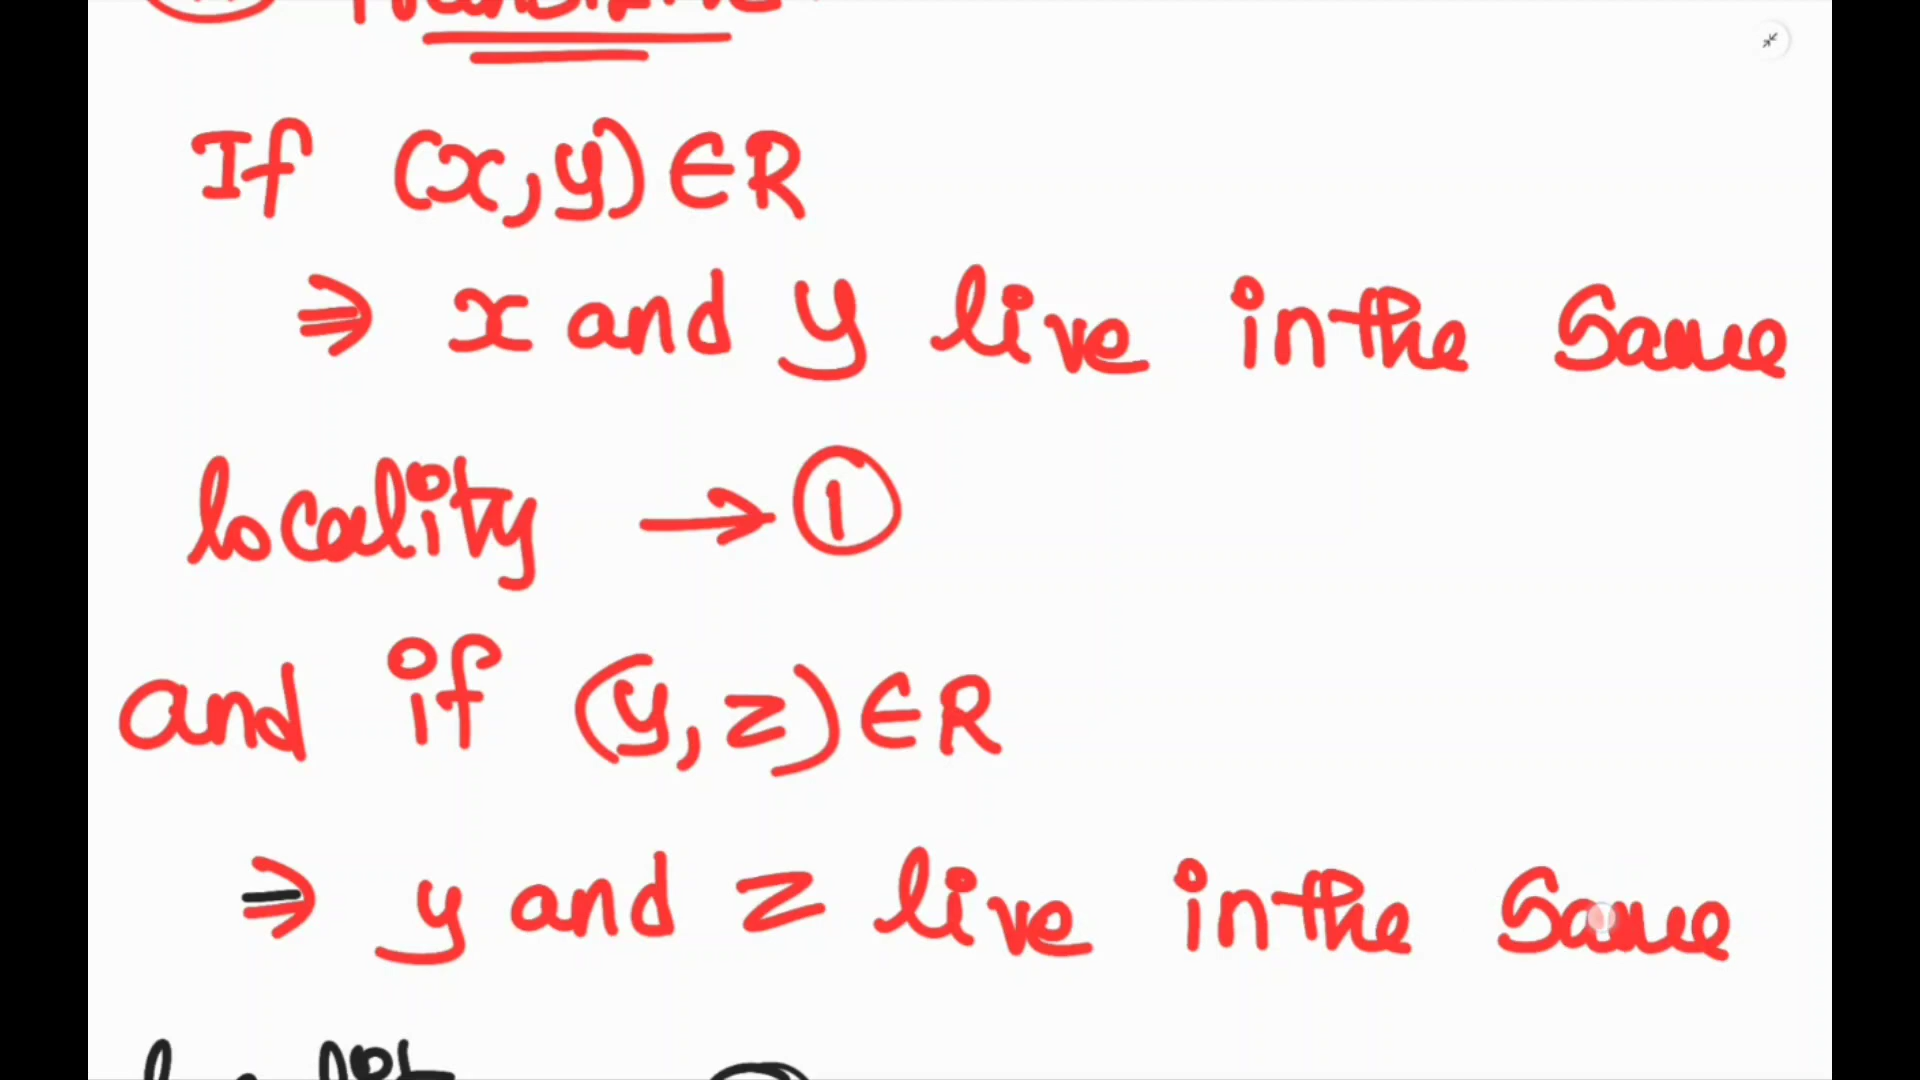 If (x,y)∈R
⇒ x and y live in the Same
locality → ①
and if (y,z)∈R
⇒ y and z live in the Same